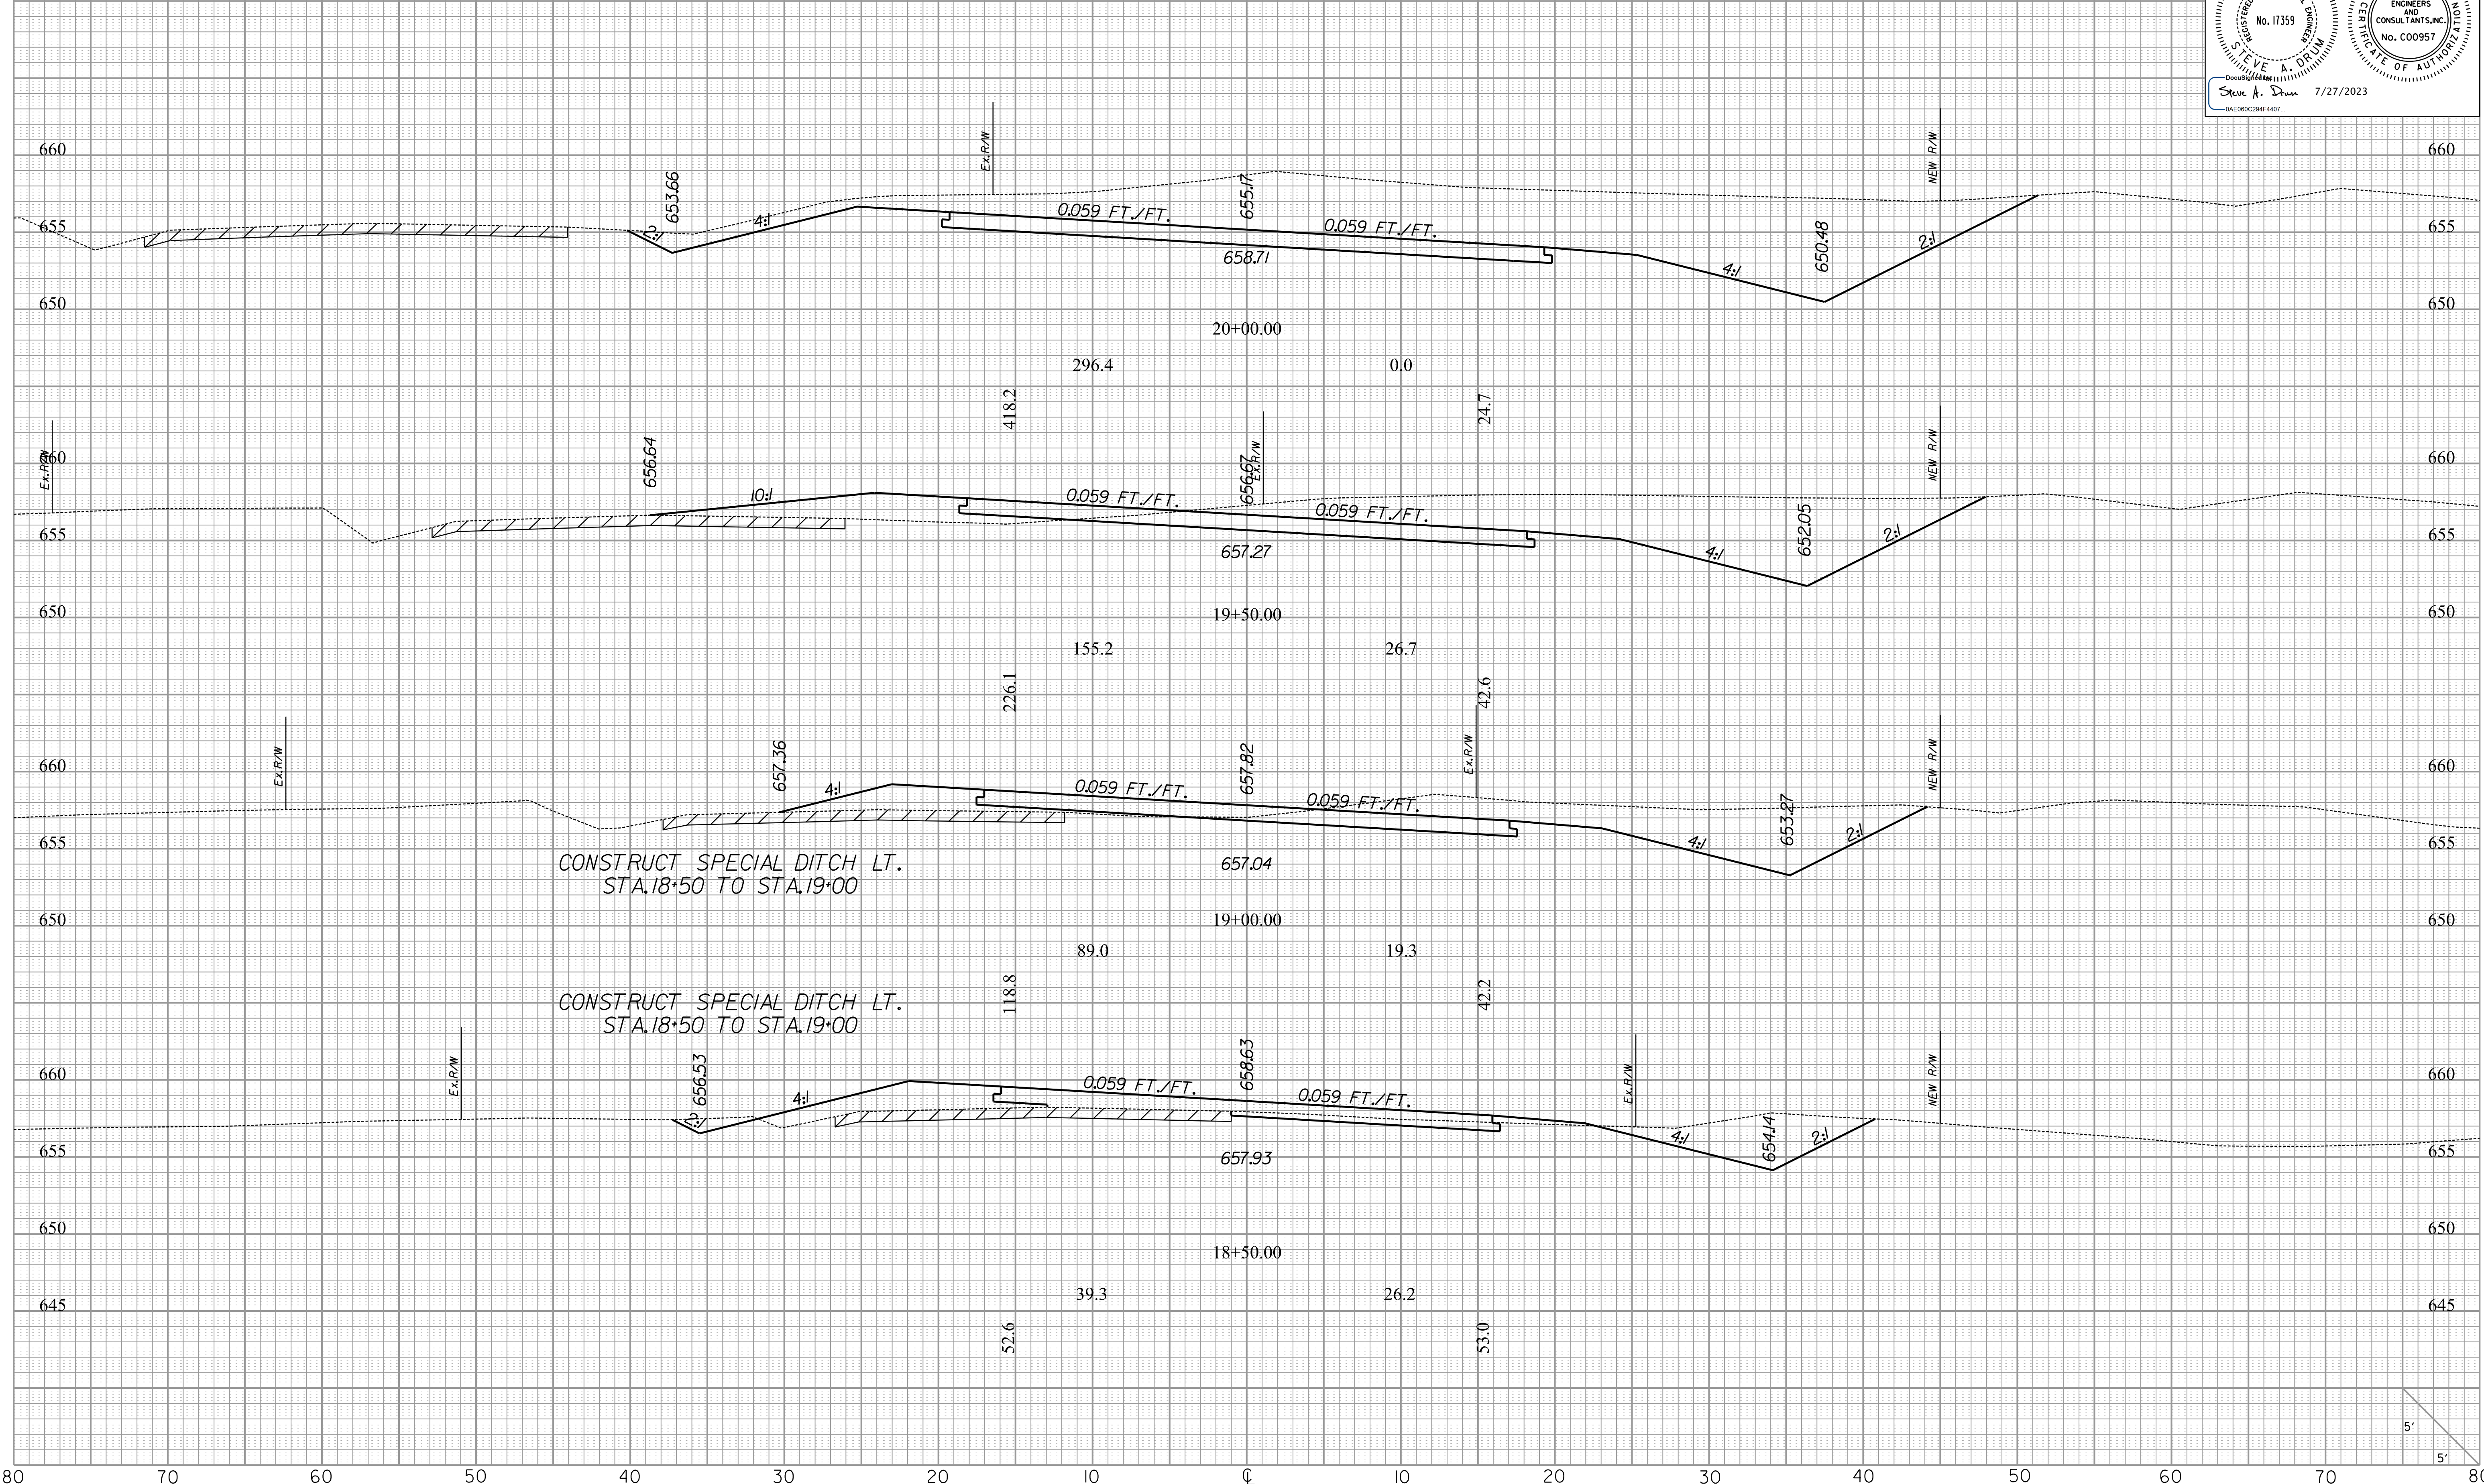 ENGINEERS
AND
CONSULTANTS,INC.
No. C00957
CERTIFICATE OF AUTHORIZATION
REGISTERED
ENGINEER
No. 17359
STEVE A. DRUM
Steve A. Drum 7/27/2023
0AE060C294F4407...
660
Ex.R/W
NEW R/W
660
653.66
655.17
655
2:1
4:1
0.059 FT./FT.
0.059 FT./FT.
658.71
4:1
650.48
2:1
655
650
650
20+00.00
296.4
0.0
418.2
24.7
Ex.R/W
660
656.64
656.67
Ex.R/W
NEW R/W
660
10:1
0.059 FT./FT.
0.059 FT./FT.
655
657.27
4:1
652.05
2:1
655
650
19+50.00
650
155.2
26.7
226.1
42.6
Ex.R/W
660
657.36
657.82
Ex.R/W
NEW R/W
660
4:1
0.059 FT./FT.
0.059 FT./FT.
655
657.04
4:1
653.27
2:1
655
CONSTRUCT SPECIAL DITCH LT.
STA.18+50 TO STA.19+00
650
19+00.00
650
89.0
19.3
118.8
42.2
CONSTRUCT SPECIAL DITCH LT.
STA.18+50 TO STA.19+00
660
Ex.R/W
656.53
658.63
Ex.R/W
NEW R/W
660
2:1
4:1
0.059 FT./FT.
0.059 FT./FT.
655
657.93
4:1
654.14
2:1
655
650
18+50.00
650
39.3
26.2
645
645
52.6
53.0
5'
5'
80 70 60 50 40 30 20 10 ℄ 10 20 30 40 50 60 70